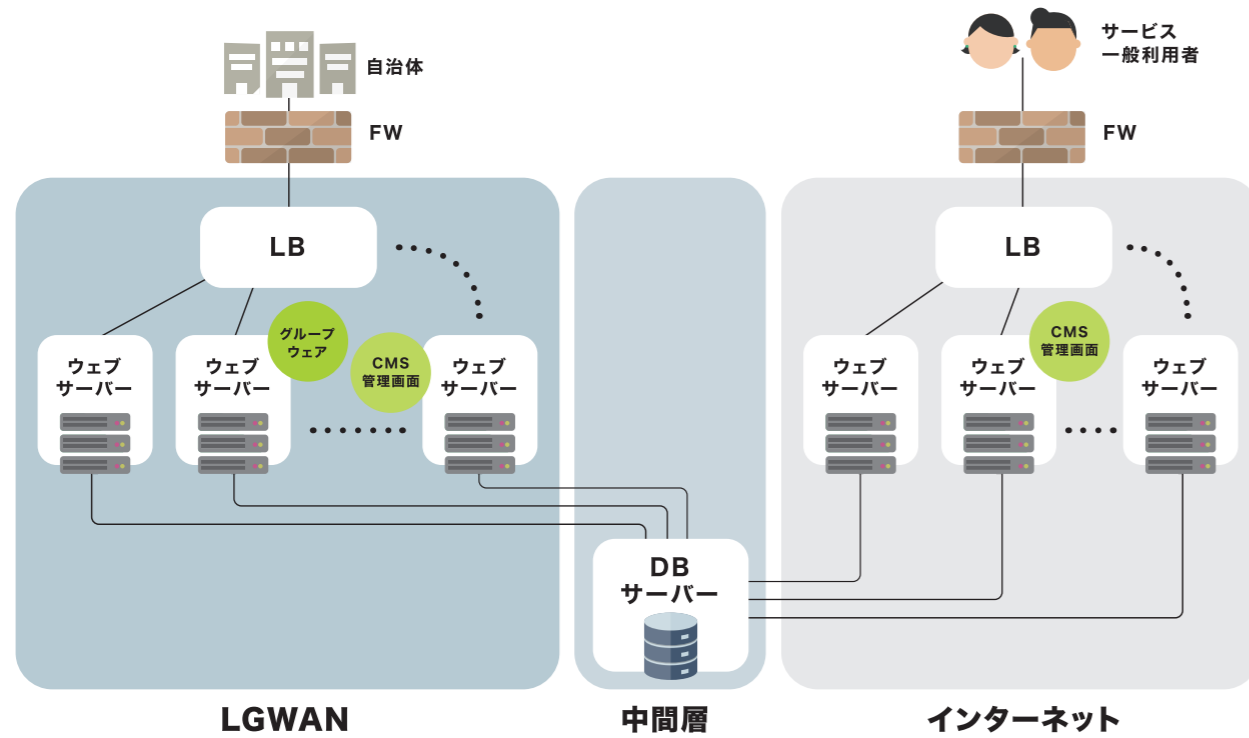 自治体
サービス
一般利用者
FW
FW
LB
LB
グループ
ウェア
CMS
管理画面
CMS
管理画面
ウェブ
サーバー
ウェブ
サーバー
ウェブ
サーバー
ウェブ
サーバー
ウェブ
サーバー
ウェブ
サーバー
DB
サーバー
LGWAN
中間層
インターネット